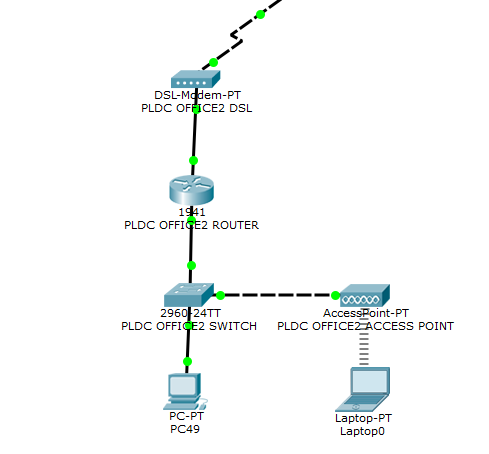 DSL-Modem-PT
PLDC OFFICE2 DSL
1941
PLDC OFFICE2 ROUTER
2960-24TT
PLDC OFFICE2 SWITCH
AccessPoint-PT
PLDC OFFICE2 ACCESS POINT
PC-PT
PC49
Laptop-PT
Laptop0